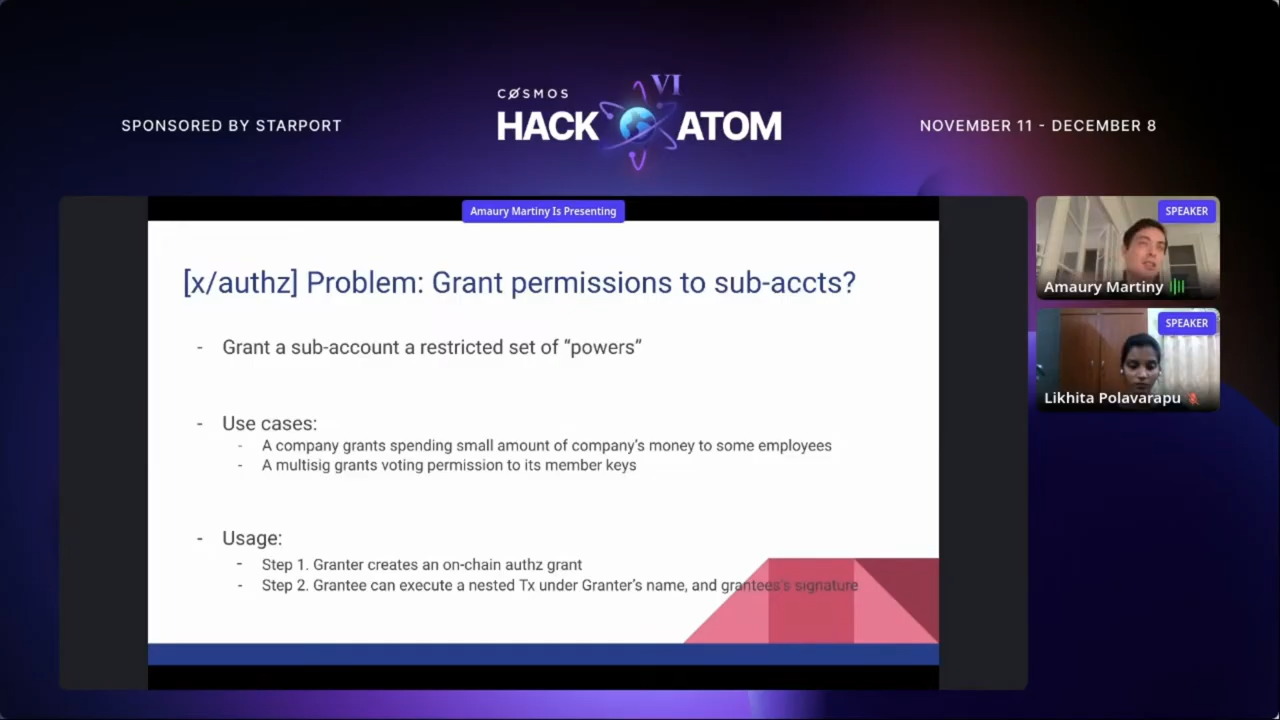 SPONSORED BY STARPORT
CØSMOS
VI
HACK ATOM
NOVEMBER 11 - DECEMBER 8
Amaury Martiny Is Presenting
[x/authz] Problem: Grant permissions to sub-accts?
- Grant a sub-account a restricted set of “powers”
- Use cases:
- A company grants spending small amount of company’s money to some employees
- A multisig grants voting permission to its member keys
- Usage:
- Step 1. Granter creates an on-chain authz grant
- Step 2. Grantee can execute a nested Tx under Granter’s name, and grantees’s signature
SPEAKER
Amaury Martiny
SPEAKER
Likhita Polavarapu